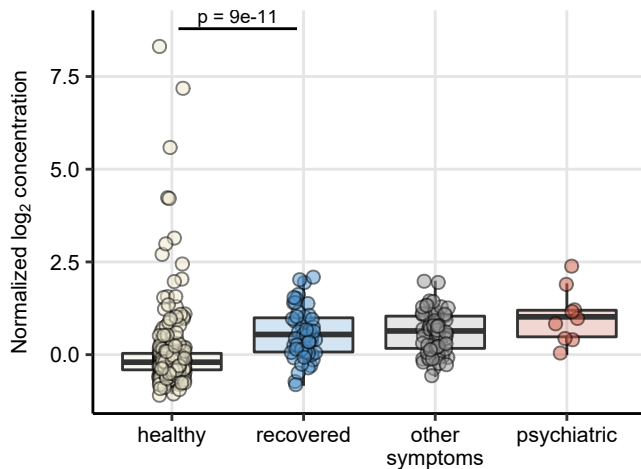 p = 9e-11
Normalized log2 concentration
7.5
5.0
2.5
0.0
healthy
recovered
other
symptoms
psychiatric